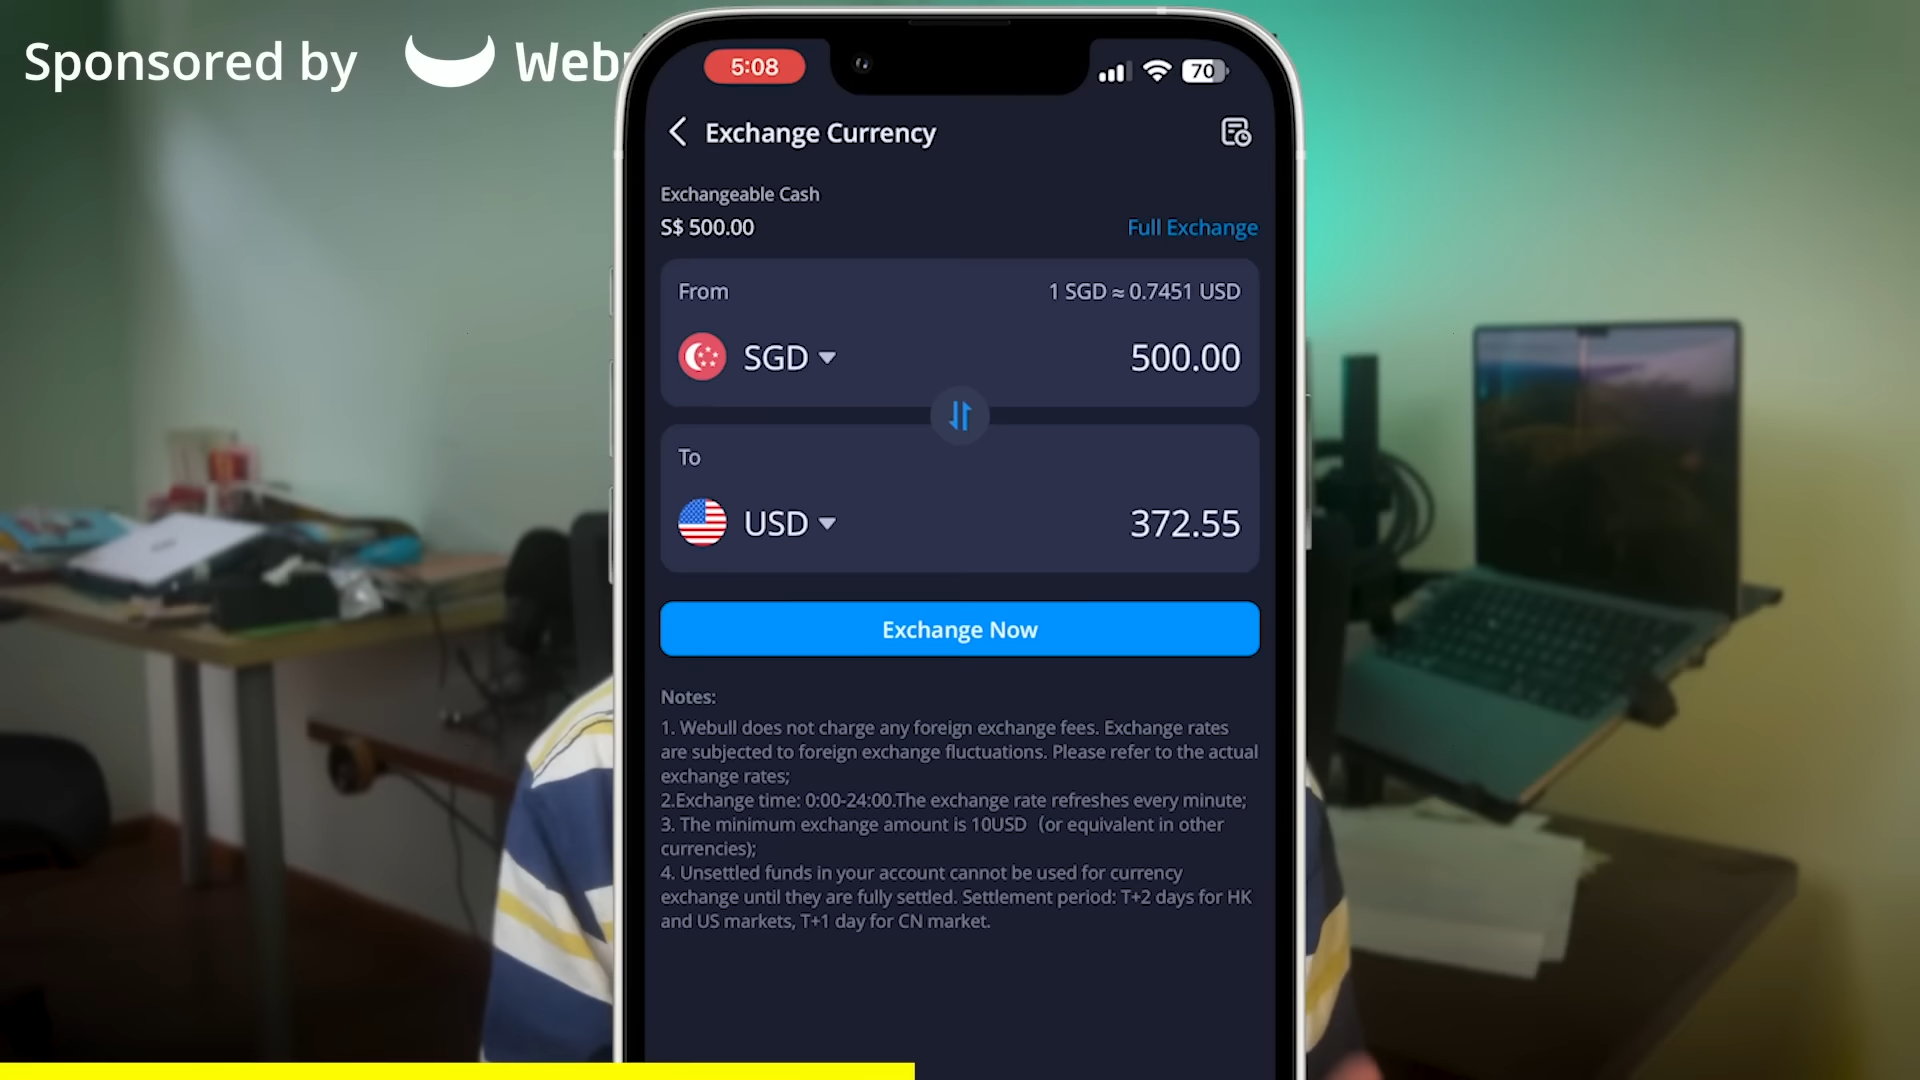 Sponsored by
5:08
70
Exchange Currency
Exchangeable Cash
S$ 500.00
Full Exchange
From
1 SGD ≈ 0.7451 USD
SGD
500.00
To
USD
372.55
Exchange Now
Notes:
1. Webull does not charge any foreign exchange fees. Exchange rates
are subjected to foreign exchange fluctuations. Please refer to the actual
exchange rates;
2.Exchange time: 0:00-24:00.The exchange rate refreshes every minute;
3. The minimum exchange amount is 10USD（or equivalent in other
currencies);
4. Unsettled funds in your account cannot be used for currency
exchange until they are fully settled. Settlement period: T+2 days for HK
and US markets, T+1 day for CN market.